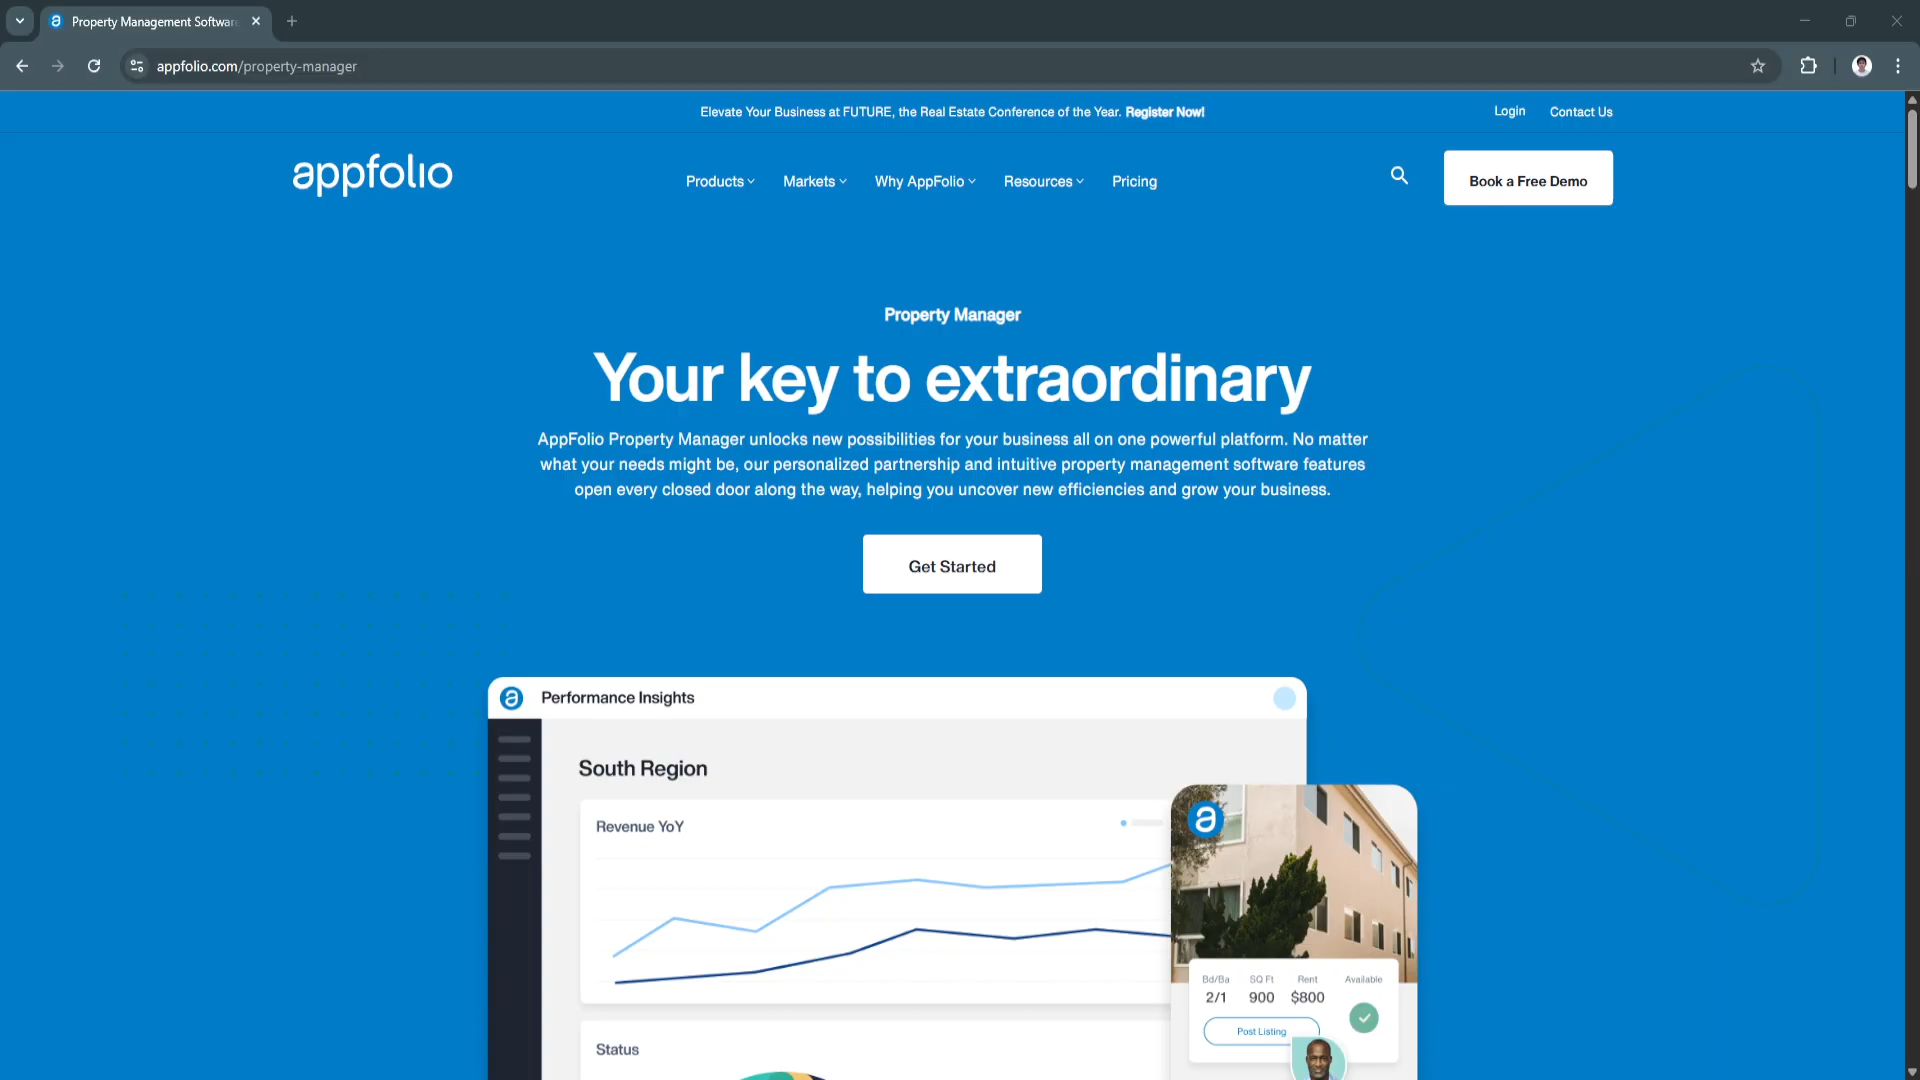 Property Management Software
appfolio.com/property-manager
Elevate Your Business at FUTURE, the Real Estate Conference of the Year. Register Now!
Login
Contact Us
appfolio
Products
Markets
Why AppFolio
Resources
Pricing
Book a Free Demo
Property Manager
Your key to extraordinary
AppFolio Property Manager unlocks new possibilities for your business all on one powerful platform. No matter
what your needs might be, our personalized partnership and intuitive property management software features
open every closed door along the way, helping you uncover new efficiencies and grow your business.
Get Started
a Performance Insights
South Region
Revenue YoY
a
Bd/Ba SQ Ft Rent Available
2/1 900 $800
Post Listing
Status